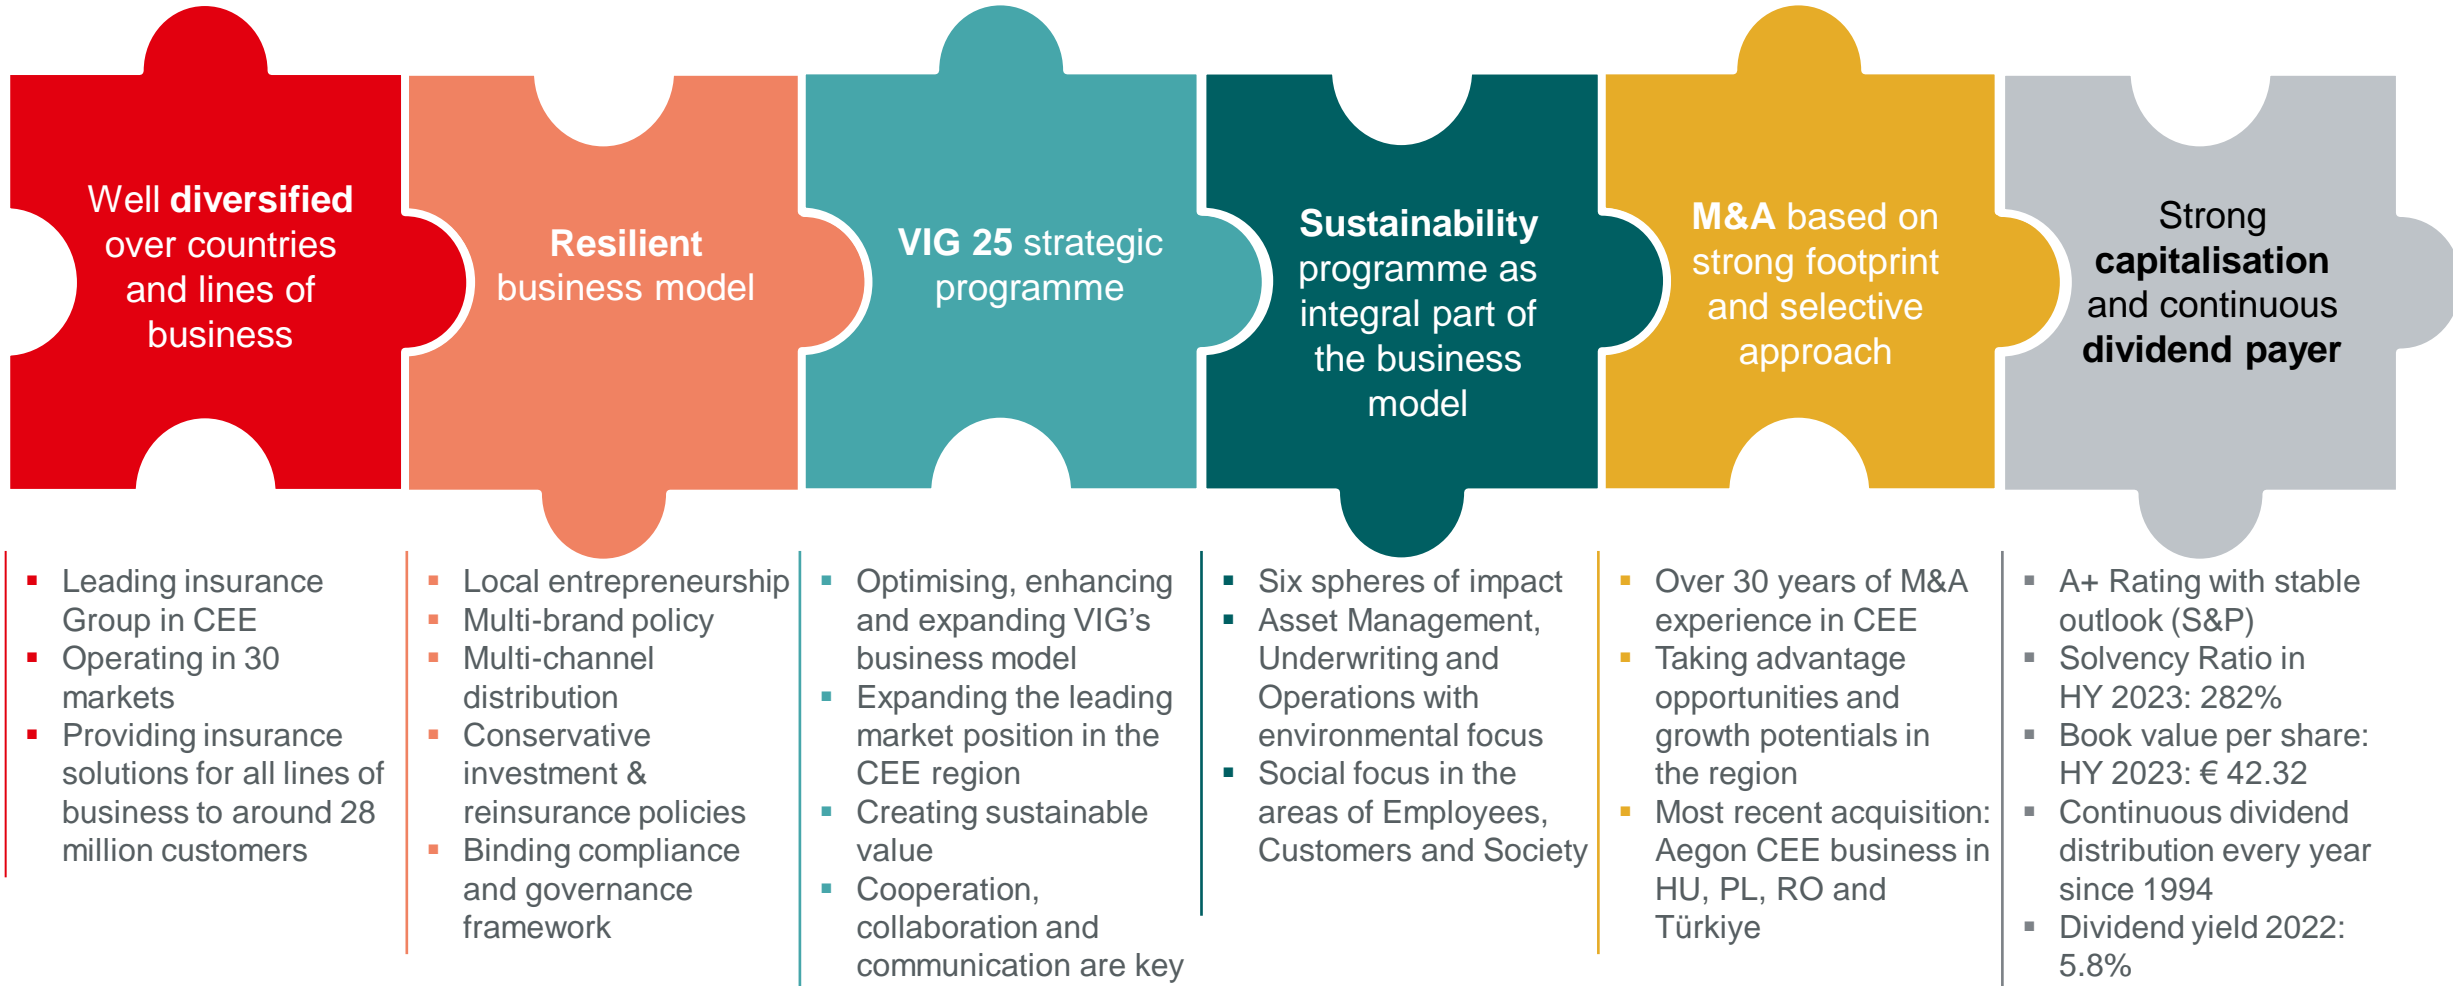 Well diversified
over countries
and lines of
business
Resilient
business model
VIG 25 strategic
programme
Sustainability
programme as
integral part of
the business
model
M&A based on
strong footprint
and selective
approach
Strong
capitalisation
and continuous
dividend payer
▪ Leading insurance
Group in CEE
▪ Operating in 30
markets
▪ Providing insurance
solutions for all lines of
business to around 28
million customers
▪ Local entrepreneurship
▪ Multi-brand policy
▪ Multi-channel
distribution
▪ Conservative
investment &
reinsurance policies
▪ Binding compliance
and governance
framework
▪ Optimising, enhancing
and expanding VIG's
business model
▪ Expanding the leading
market position in the
CEE region
▪ Creating sustainable
value
▪ Cooperation,
collaboration and
communication are key
▪ Six spheres of impact
▪ Asset Management,
Underwriting and
Operations with
environmental focus
▪ Social focus in the
areas of Employees,
Customers and Society
▪ Over 30 years of M&A
experience in CEE
▪ Taking advantage
opportunities and
growth potentials in
the region
▪ Most recent acquisition:
Aegon CEE business in
HU, PL, RO and
Türkiye
▪ A+ Rating with stable
outlook (S&P)
▪ Solvency Ratio in
HY 2023: 282%
▪ Book value per share:
HY 2023: € 42.32
▪ Continuous dividend
distribution every year
since 1994
▪ Dividend yield 2022:
5.8%